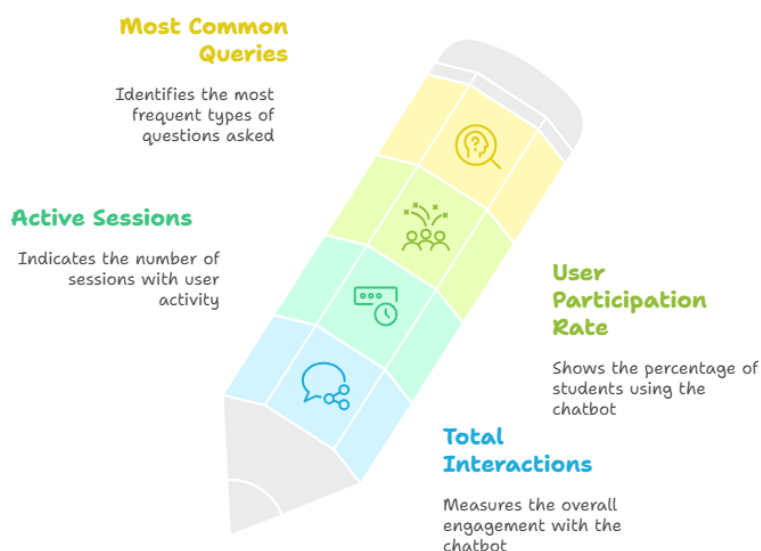 Most Common
Queries
Identifies the most
frequent types of
questions asked
Active Sessions
Indicates the number of
sessions with user
activity
User
Participation
Rate
Shows the percentage of
students using the
chatbot
Total
Interactions
Measures the overall
engagement with the
chatbot